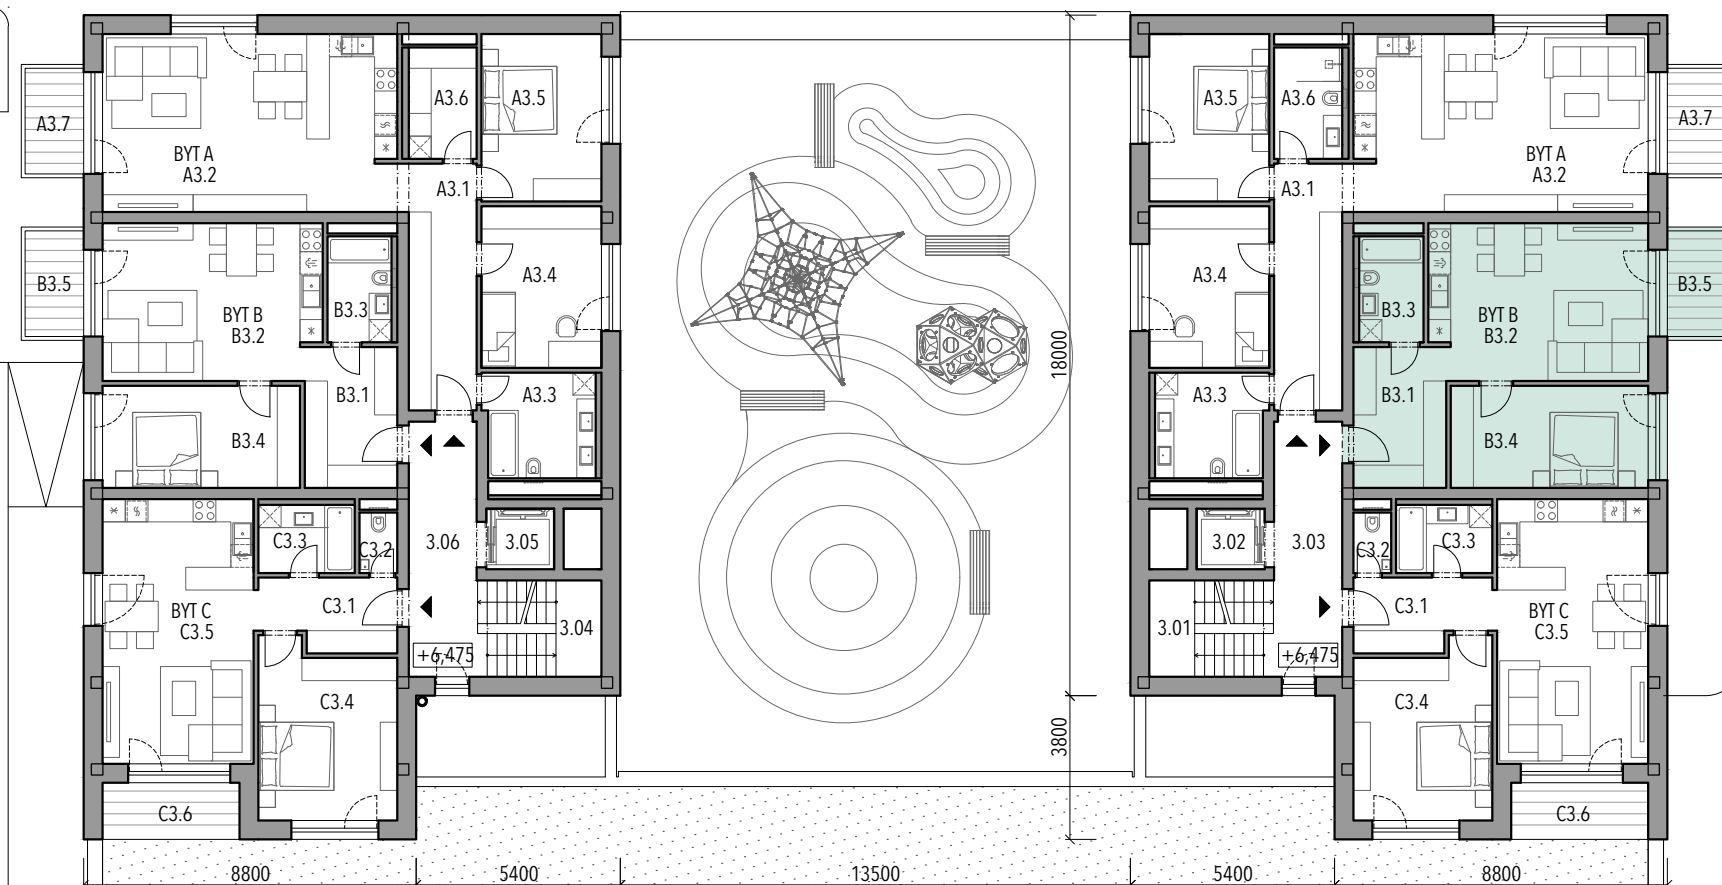 A3.7
BYT A
A3.2
A3.6
A3.5
A3.1
B3.5
BYT B
B3.2
B3.3
A3.4
B3.1
A3.3
B3.4
C3.3
C3.2
3.06
3.05
BYT C
C3.5
C3.1
3.04
+6,475
C3.4
C3.6
18000
3800
A3.5
A3.6
A3.7
BYT A
A3.2
A3.1
A3.4
B3.3
BYT B
B3.2
B3.5
A3.3
B3.1
B3.4
3.02
3.03
C3.2
C3.3
3.01
C3.1
BYT C
C3.5
+6,475
C3.4
C3.6
8800
5400
13500
5400
8800